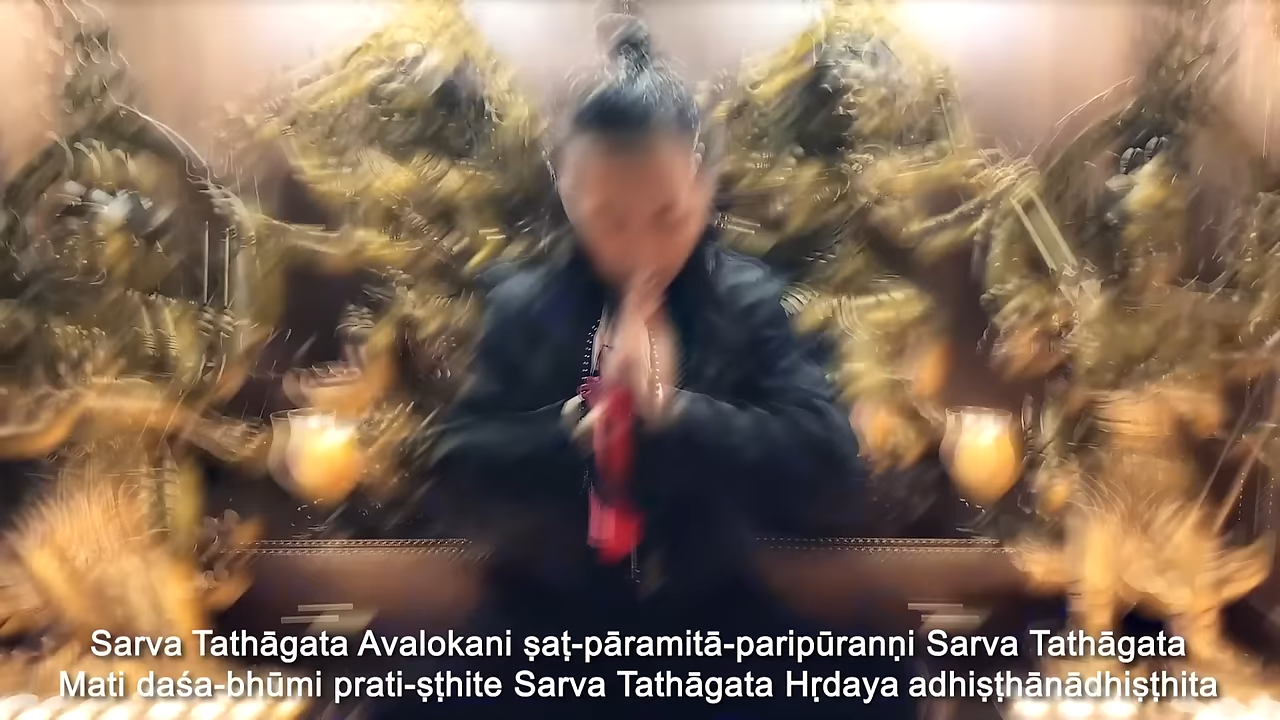 Sarva Tathāgata Avalokani ṣaṭ-pāramitā-paripūranṇi Sarva Tathāgata
Mati daśa-bhūmi prati-ṣṭhite Sarva Tathāgata Hṛdaya adhiṣṭhānādhiṣṭhita